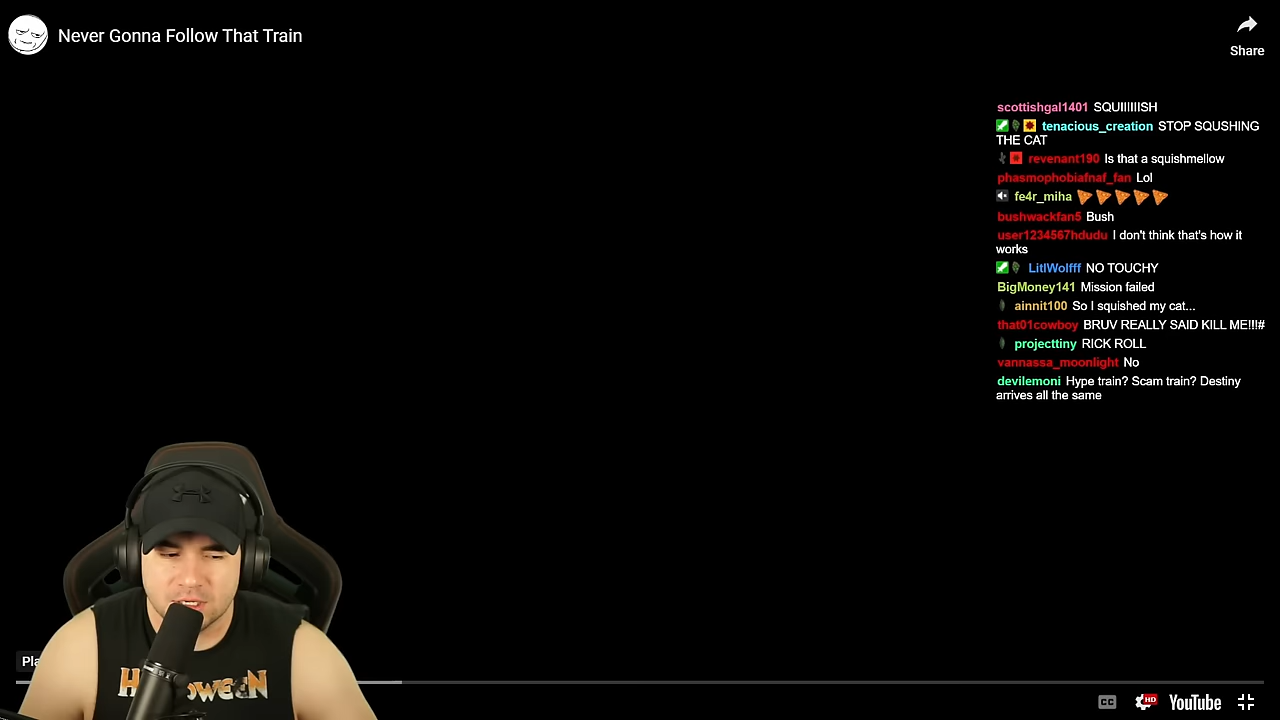 Never Gonna Follow That Train
Share
scottishgal1401 SQUIIIIIISH
tenacious_creation STOP SQUSHING
THE CAT
revenant190 Is that a squishmellow
phasmophobiafnaf_fan Lol
fe4r_miha
bushwackfan5 Bush
user1234567hdudu I don't think that's how it
works
LitlWolfff NO TOUCHY
BigMoney141 Mission failed
ainnit100 So I squished my cat...
that01cowboy BRUV REALLY SAID KILL ME!!!#
projecttiny RICK ROLL
vannassa_moonlight No
devilemoni Hype train? Scam train? Destiny
arrives all the same
Pla
CC HD YouTube